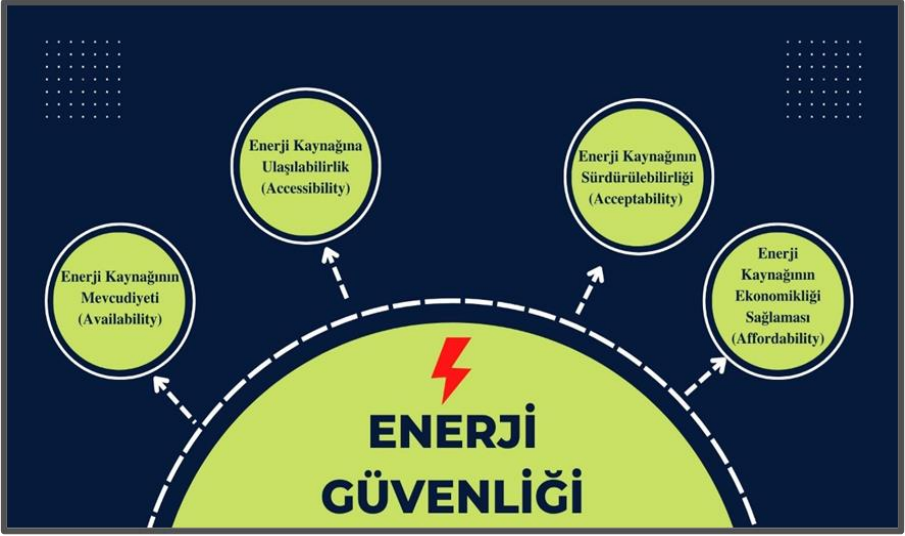 Enerji Kaynağına
Ulaşılabilirlik
(Accessibility)
Enerji Kaynağının
Sürdürülebilirliği
(Acceptability)
Enerji Kaynağının
Mevcudiyeti
(Availability)
Enerji
Kaynağının
Ekonomikliği
Sağlaması
(Affordability)
ENERJİ
GÜVENLİĞİ